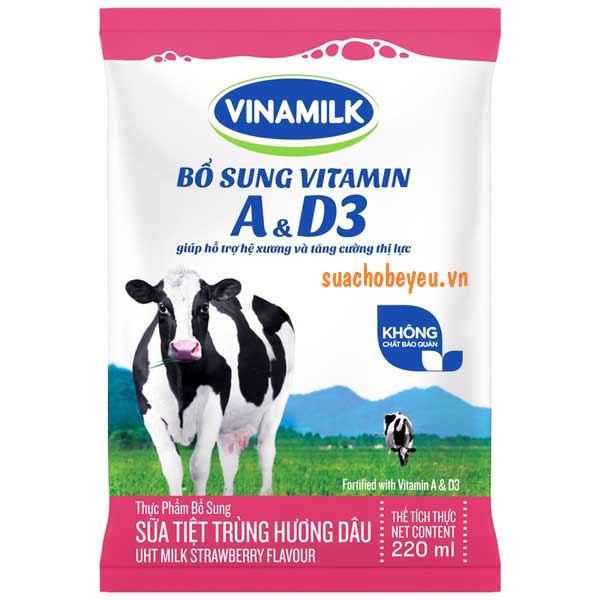 VINAMILK
BỔ SUNG VITAMIN
A & D3
giúp hỗ trợ hệ xương và tăng cường thị lực
suachobeyeu.vn
KHÔNG
CHẤT BẢO QUẢN
Fortified with Vitamin A & D3
Thực Phẩm Bổ Sung
SỮA TIỆT TRÙNG HƯƠNG DÂU
UHT MILK STRAWBERRY FLAVOUR
THỂ TÍCH THỰC
NET CONTENT
220 ml